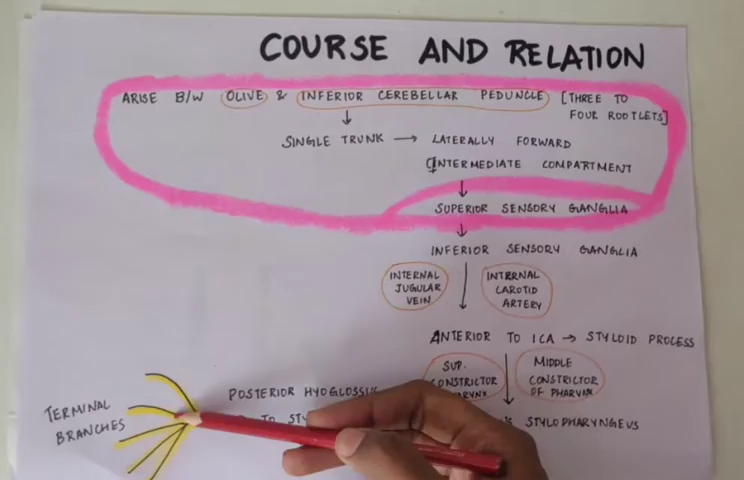 COURSE AND RELATION
ARISE B/W OLIVE & INFERIOR CEREBELLAR PEDUNCLE [THREE TO
FOUR ROOTLETS]
SINGLE TRUNK → LATERALLY FORWARD
INTERMEDIATE COMPARTMENT
SUPERIOR SENSORY GANGLIA
INFERIOR SENSORY GANGLIA
INTERNAL
JUGULAR
VEIN
INTERNAL
CAROTID
ARTERY
ANTERIOR TO ICA → STYLOID PROCESS
SUP.
CONSTRICTOR
MIDDLE
CONSTRICTOR
OF PHARYNX
POSTERIOR HYOGLOSSUS
TO
STYLOPHARYNGEUS
TERMINAL
BRANCHES